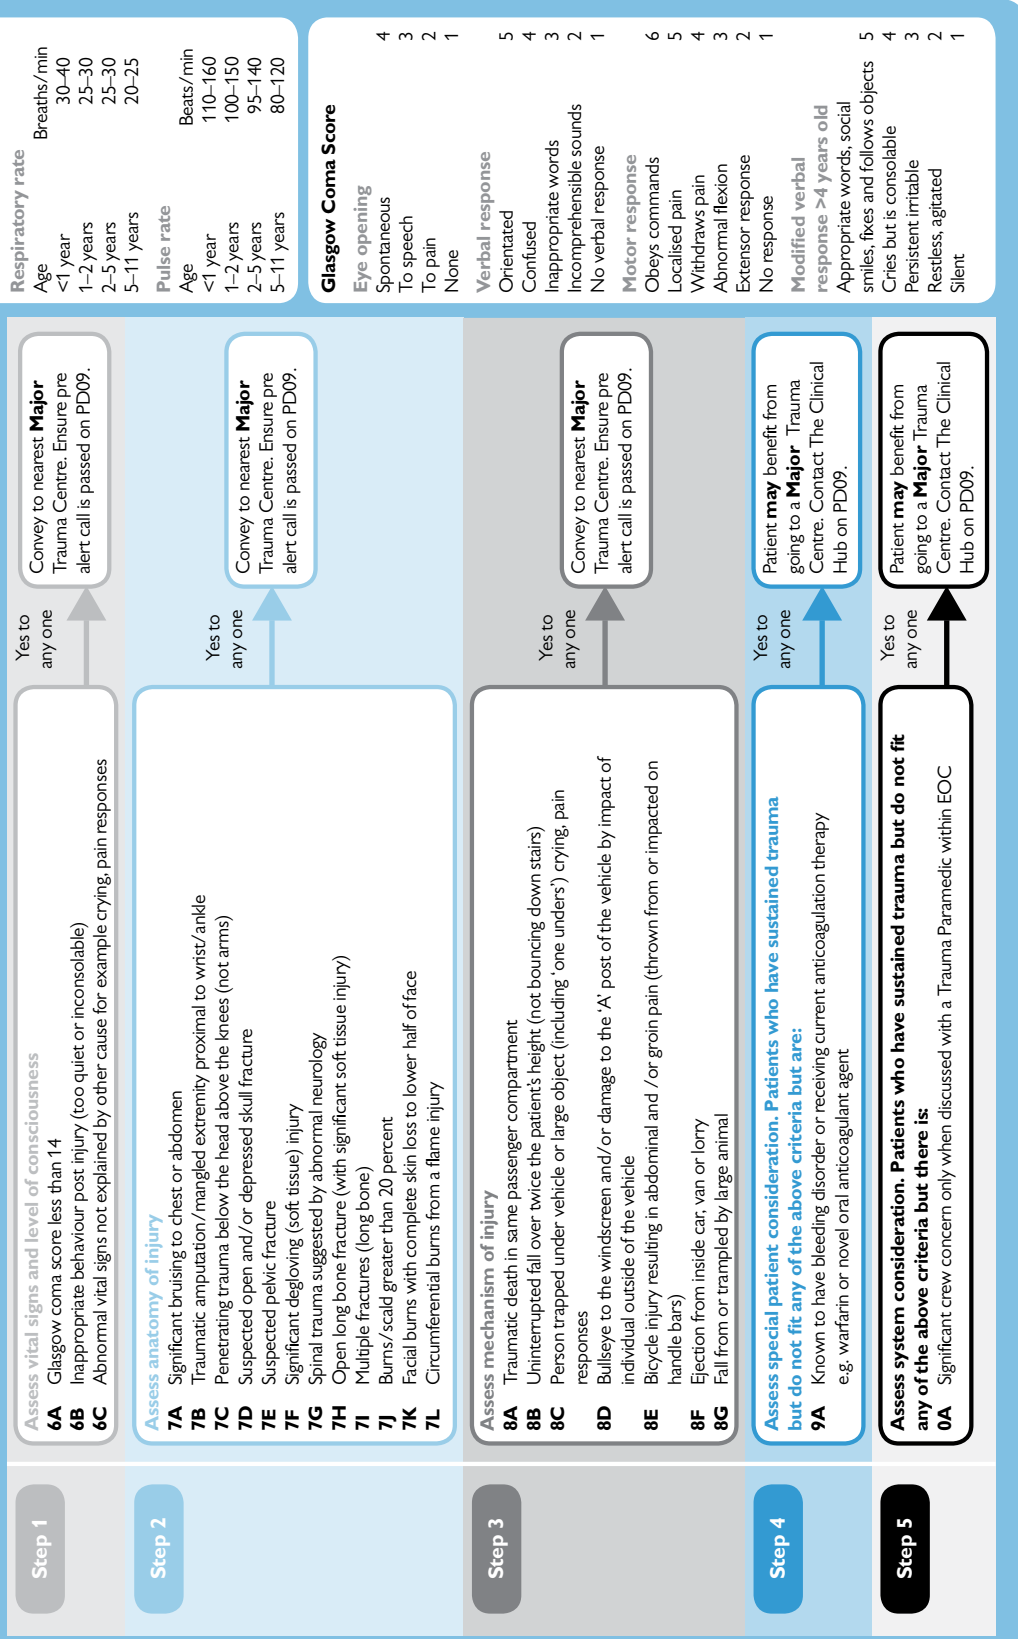 Step 1
Assess vital signs and level of consciousness
6A Glasgow coma score less than 14
6B Inappropriate behaviour post injury (too quiet or inconsolable)
6C Abnormal vital signs not explained by other cause for example crying, pain responses
Yes to
any one
Convey to nearest Major
Trauma Centre. Ensure pre
alert call is passed on PD09.
Step 2
Assess anatomy of injury
7A Significant bruising to chest or abdomen
7B Traumatic amputation/mangled extremity proximal to wrist/ankle
7C Penetrating trauma below the head above the knees (not arms)
7D Suspected open and/or depressed skull fracture
7E Suspected pelvic fracture
7F Significant degloving (soft tissue) injury
7G Spinal trauma suggested by abnormal neurology
7H Open long bone fracture (with significant soft tissue injury)
7I Multiple fractures (long bone)
7J Burns/scald greater than 20 percent
7K Facial burns with complete skin loss to lower half of face
7L Circumferential burns from a flame injury
Yes to
any one
Convey to nearest Major
Trauma Centre. Ensure pre
alert call is passed on PD09.
Step 3
Assess mechanism of injury
8A Traumatic death in same passenger compartment
8B Uninterrupted fall over twice the patient's height (not bouncing down stairs)
8C Person trapped under vehicle or large object (including 'one unders') crying, pain
responses
8D Bullseye to the windscreen and/or damage to the 'A' post of the vehicle by impact of
individual outside of the vehicle
8E Bicycle injury resulting in abdominal and /or groin pain (thrown from or impacted on
handle bars)
8F Ejection from inside car, van or lorry
8G Fall from or trampled by large animal
Yes to
any one
Convey to nearest Major
Trauma Centre. Ensure pre
alert call is passed on PD09.
Step 4
Assess special patient consideration. Patients who have sustained trauma
but do not fit any of the above criteria but are:
9A Known to have bleeding disorder or receiving current anticoagulation therapy
e.g. warfarin or novel oral anticoagulant agent
Yes to
any one
Patient may benefit from
going to a Major Trauma
Centre. Contact The Clinical
Hub on PD09.
Step 5
Assess system consideration. Patients who have sustained trauma but do not fit
any of the above criteria but there is:
0A Significant crew concern only when discussed with a Trauma Paramedic within EOC
Yes to
any one
Patient may benefit from
going to a Major Trauma
Centre. Contact The Clinical
Hub on PD09.
Respiratory rate
Age Breaths/min
<1 year 30–40
1–2 years 25–30
2–5 years 25–30
5–11 years 20–25
Pulse rate
Age Beats/min
<1 year 110–160
1–2 years 100–150
2–5 years 95–140
5–11 years 80–120
Glasgow Coma Score
Eye opening
Spontaneous 4
To speech 3
To pain 2
None 1
Verbal response
Orientated 5
Confused 4
Inappropriate words 3
Incomprehensible sounds 2
No verbal response 1
Motor response
Obeys commands 6
Localised pain 5
Withdraws pain 4
Abnormal flexion 3
Extensor response 2
No response 1
Modified verbal
response >4 years old
Appropriate words, social
smiles, fixes and follows objects 5
Cries but is consolable 4
Persistent irritable 3
Restless, agitated 2
Silent 1